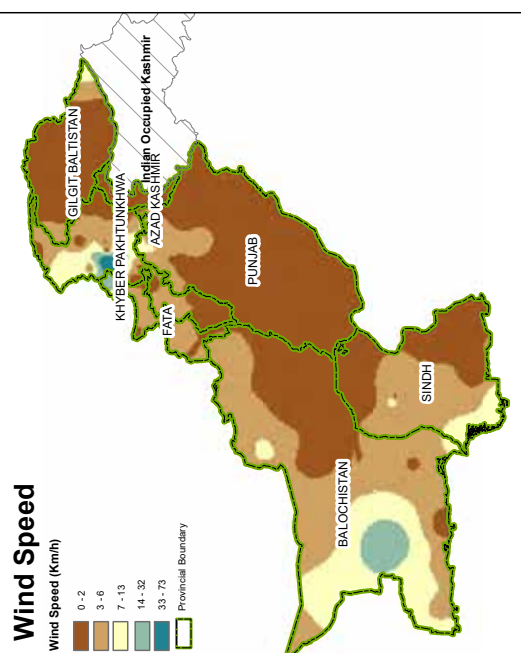 Wind Speed
Wind Speed (Km/h)
0 - 2
3 - 6
7 - 13
14 - 32
33 - 73
Provincial Boundary
GILGIT BALTISTAN
KHYBER PAKHTUNKHWA
Indian Occupied Kashmir
AZAD KASHMIR
FATA
PUNJAB
BALOCHISTAN
SINDH